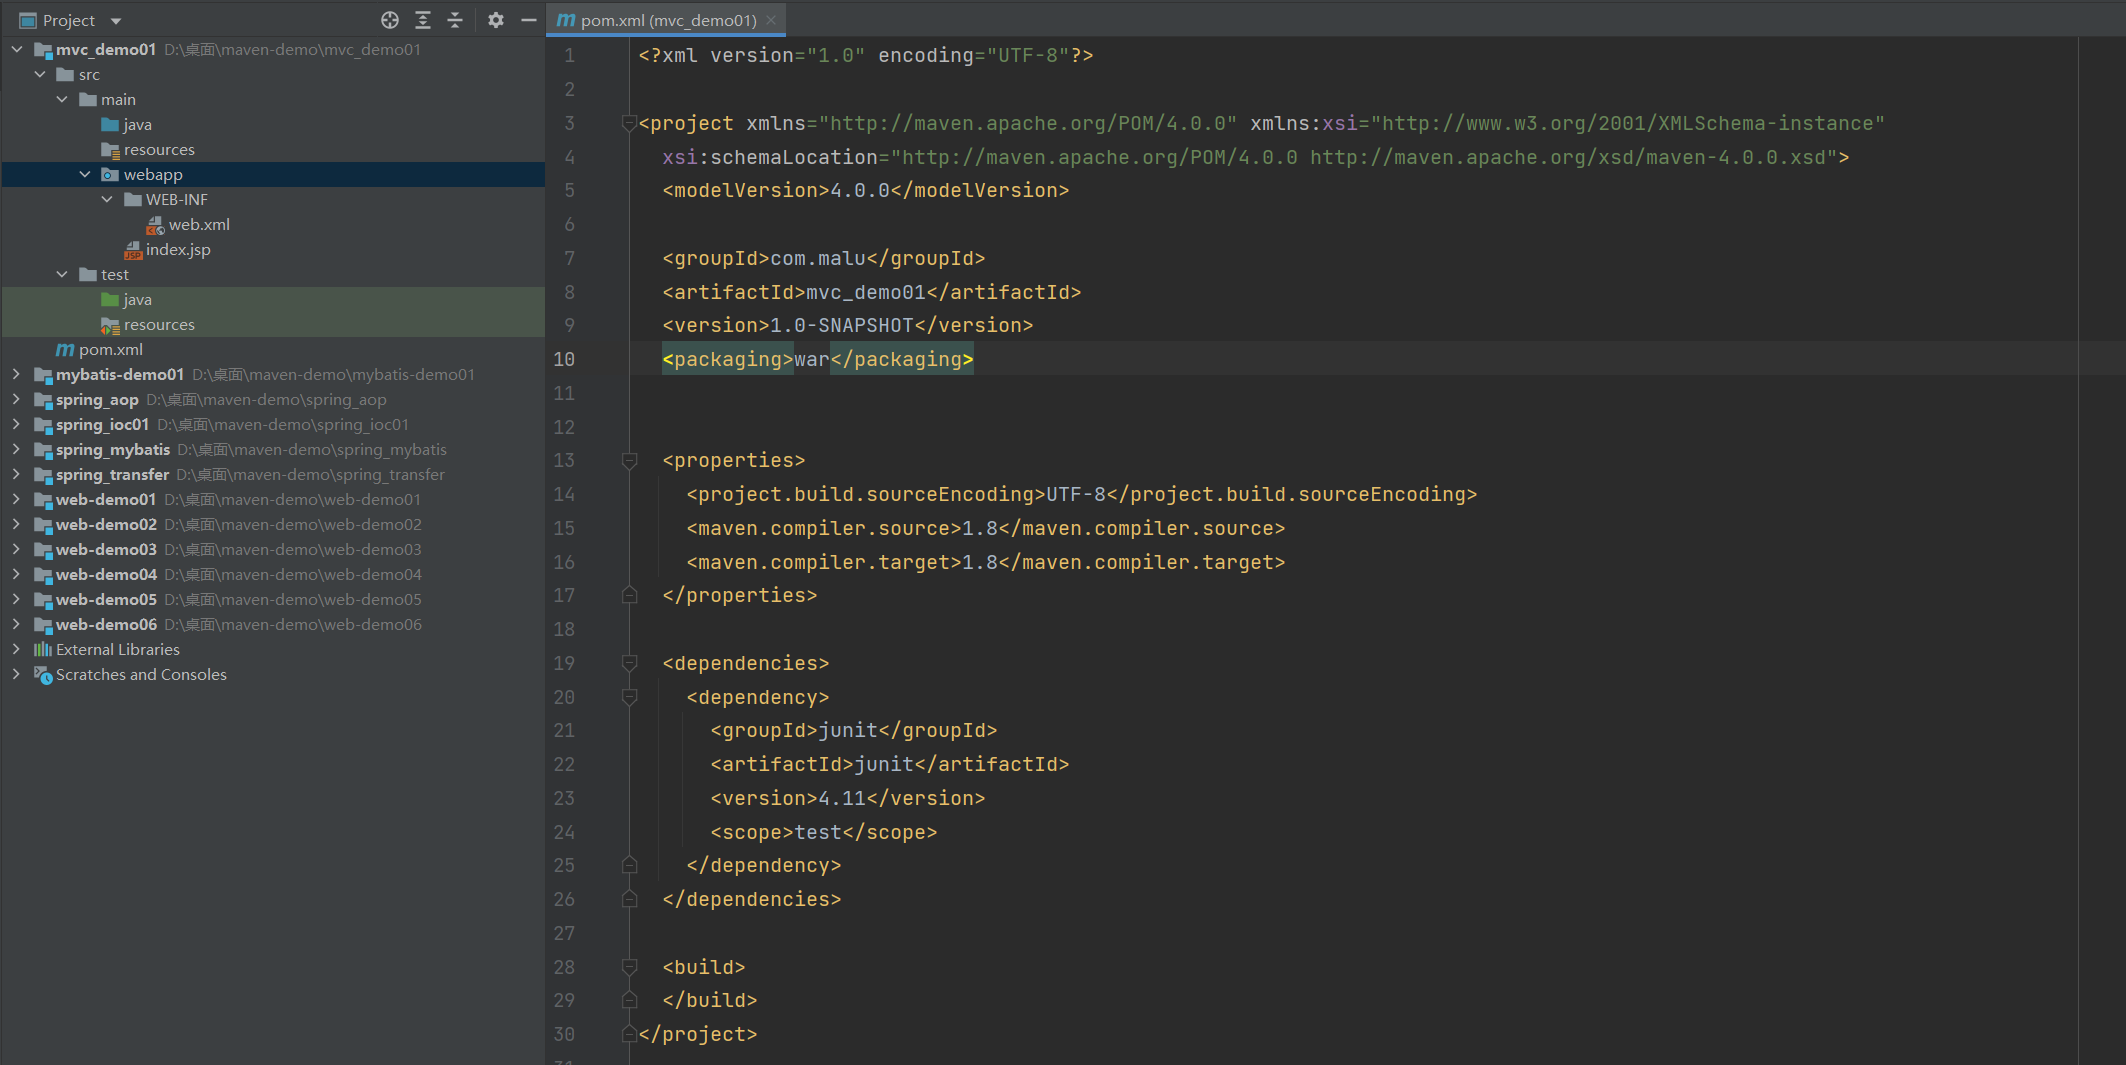 Project
mvc_demo01 D:\桌面\maven-demo\mvc_demo01
src
main
java
resources
webapp
WEB-INF
web.xml
index.jsp
test
java
resources
pom.xml
mybatis-demo01 D:\桌面\maven-demo\mybatis-demo01
spring_aop D:\桌面\maven-demo\spring_aop
spring_ioc01 D:\桌面\maven-demo\spring_ioc01
spring_mybatis D:\桌面\maven-demo\spring_mybatis
spring_transfer D:\桌面\maven-demo\spring_transfer
web-demo01 D:\桌面\maven-demo\web-demo01
web-demo02 D:\桌面\maven-demo\web-demo02
web-demo03 D:\桌面\maven-demo\web-demo03
web-demo04 D:\桌面\maven-demo\web-demo04
web-demo05 D:\桌面\maven-demo\web-demo05
web-demo06 D:\桌面\maven-demo\web-demo06
External Libraries
Scratches and Consoles
pom.xml (mvc_demo01)
1 <?xml version="1.0" encoding="UTF-8"?>
2
3 <project xmlns="http://maven.apache.org/POM/4.0.0" xmlns:xsi="http://www.w3.org/2001/XMLSchema-instance"
4 xsi:schemaLocation="http://maven.apache.org/POM/4.0.0 http://maven.apache.org/xsd/maven-4.0.0.xsd">
5 <modelVersion>4.0.0</modelVersion>
6
7 <groupId>com.malu</groupId>
8 <artifactId>mvc_demo01</artifactId>
9 <version>1.0-SNAPSHOT</version>
10 <packaging>war</packaging>
11
12
13 <properties>
14 <project.build.sourceEncoding>UTF-8</project.build.sourceEncoding>
15 <maven.compiler.source>1.8</maven.compiler.source>
16 <maven.compiler.target>1.8</maven.compiler.target>
17 </properties>
18
19 <dependencies>
20 <dependency>
21 <groupId>junit</groupId>
22 <artifactId>junit</artifactId>
23 <version>4.11</version>
24 <scope>test</scope>
25 </dependency>
26 </dependencies>
27
28 <build>
29 </build>
30 </project>